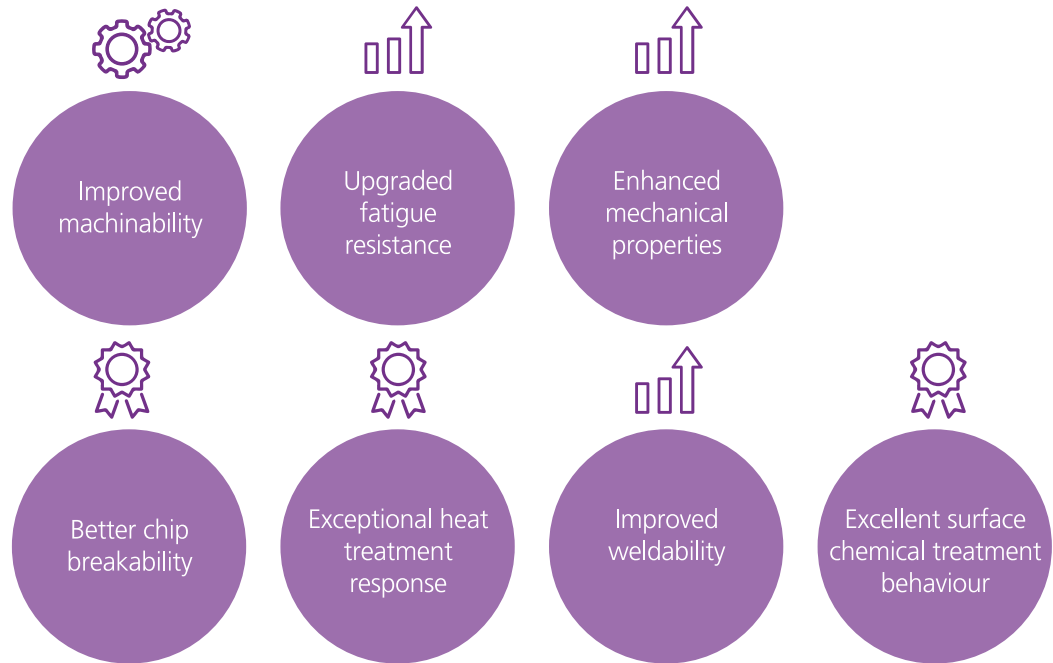 Improved
machinability
Upgraded
fatigue
resistance
Enhanced
mechanical
properties
Better chip
breakability
Exceptional heat
treatment
response
Improved
weldability
Excellent surface
chemical treatment
behaviour